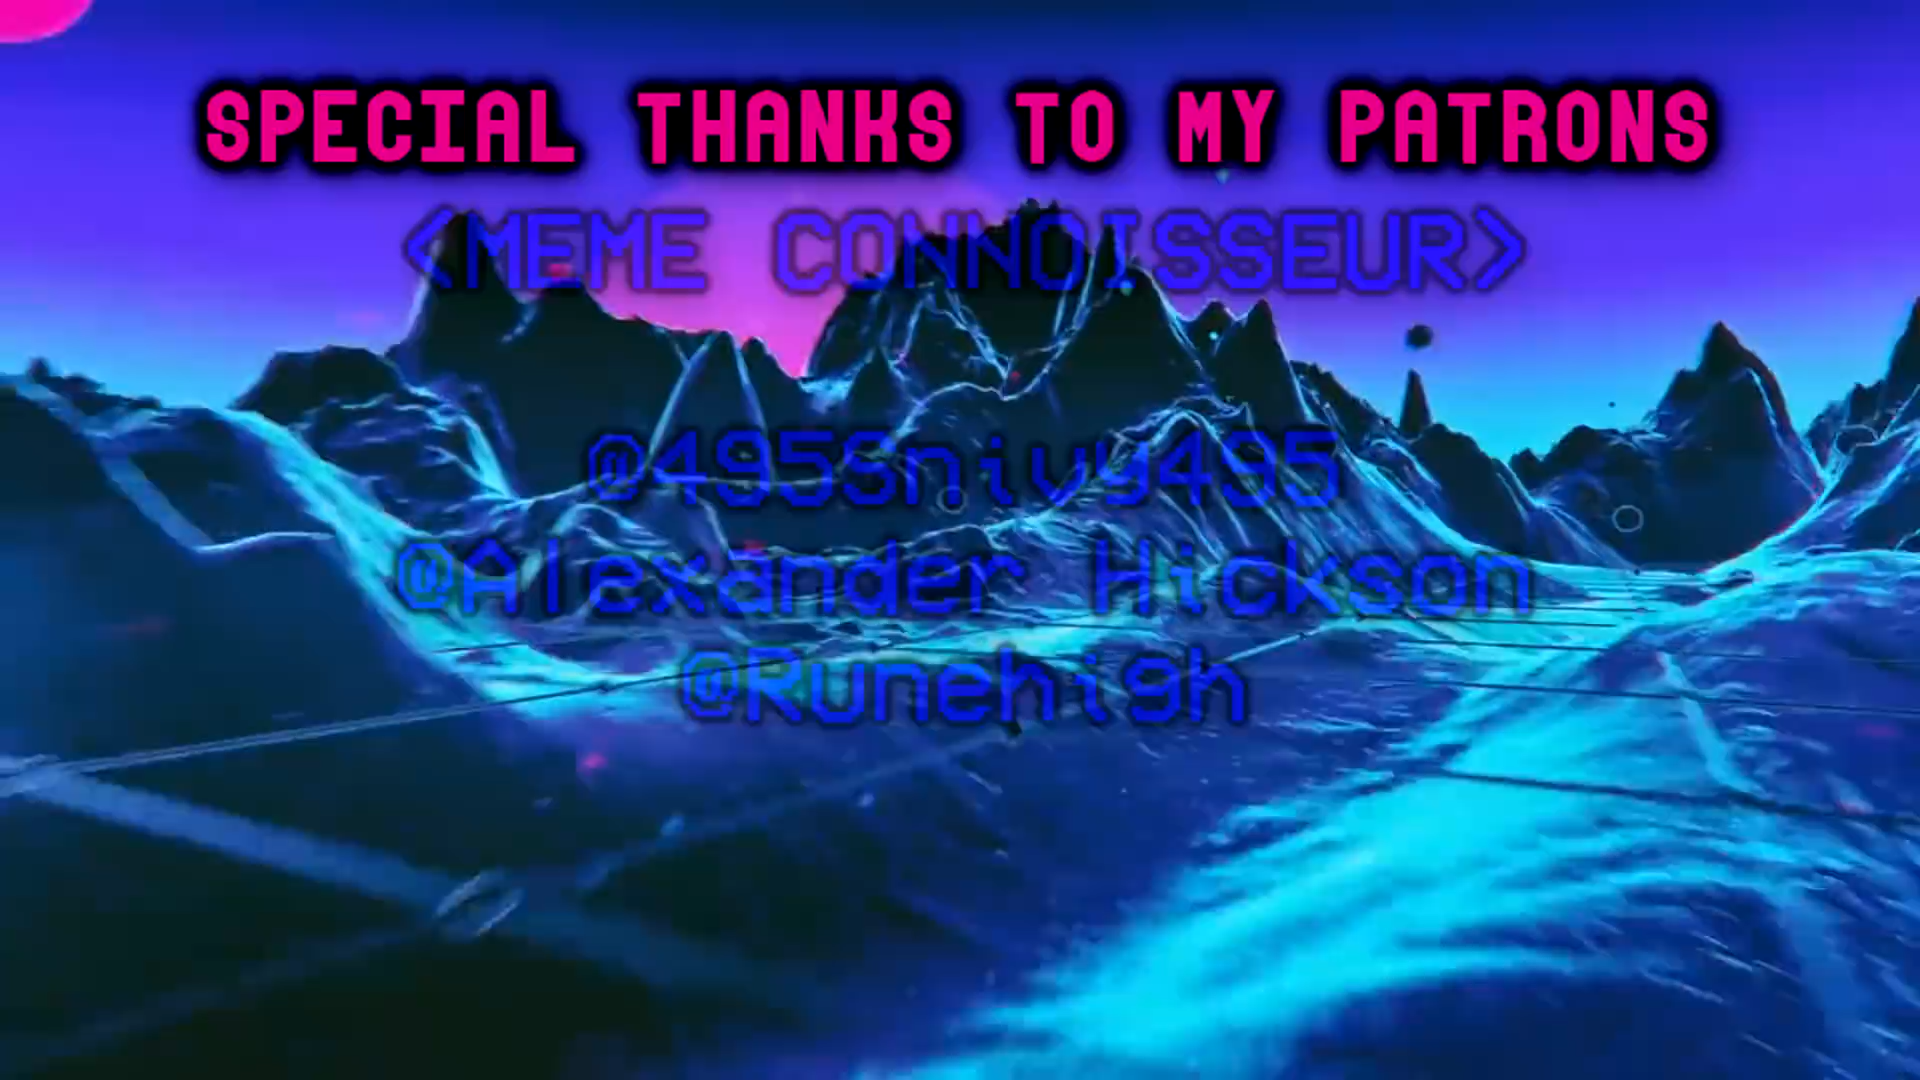 SPECIAL THANKS TO MY PATRONS
<MEME CONNOISSEUR>
@495Snivy495
@Alexander Hickson
@Runehigh